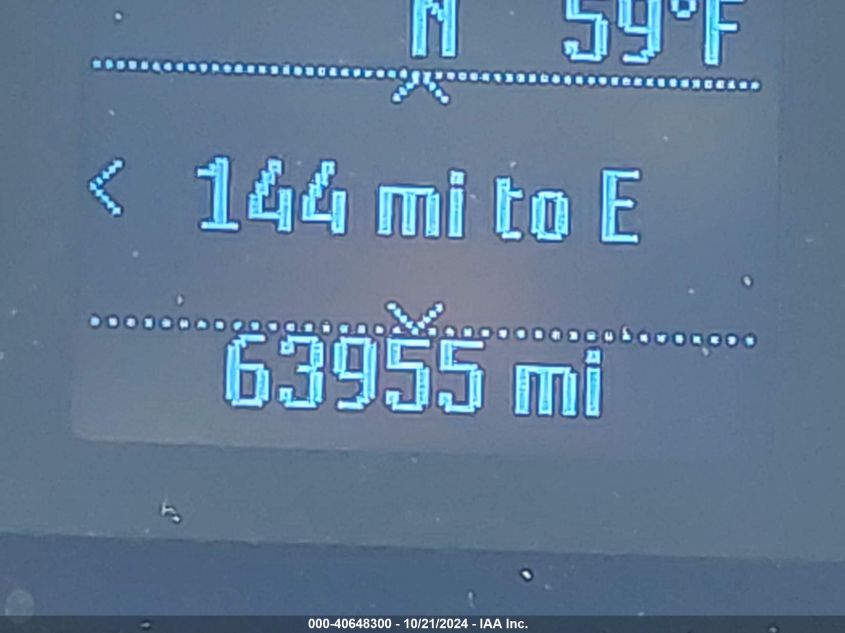 N 59°F
144 mi to E
63955 mi
000-40648300 - 10/21/2024 - IAA Inc.